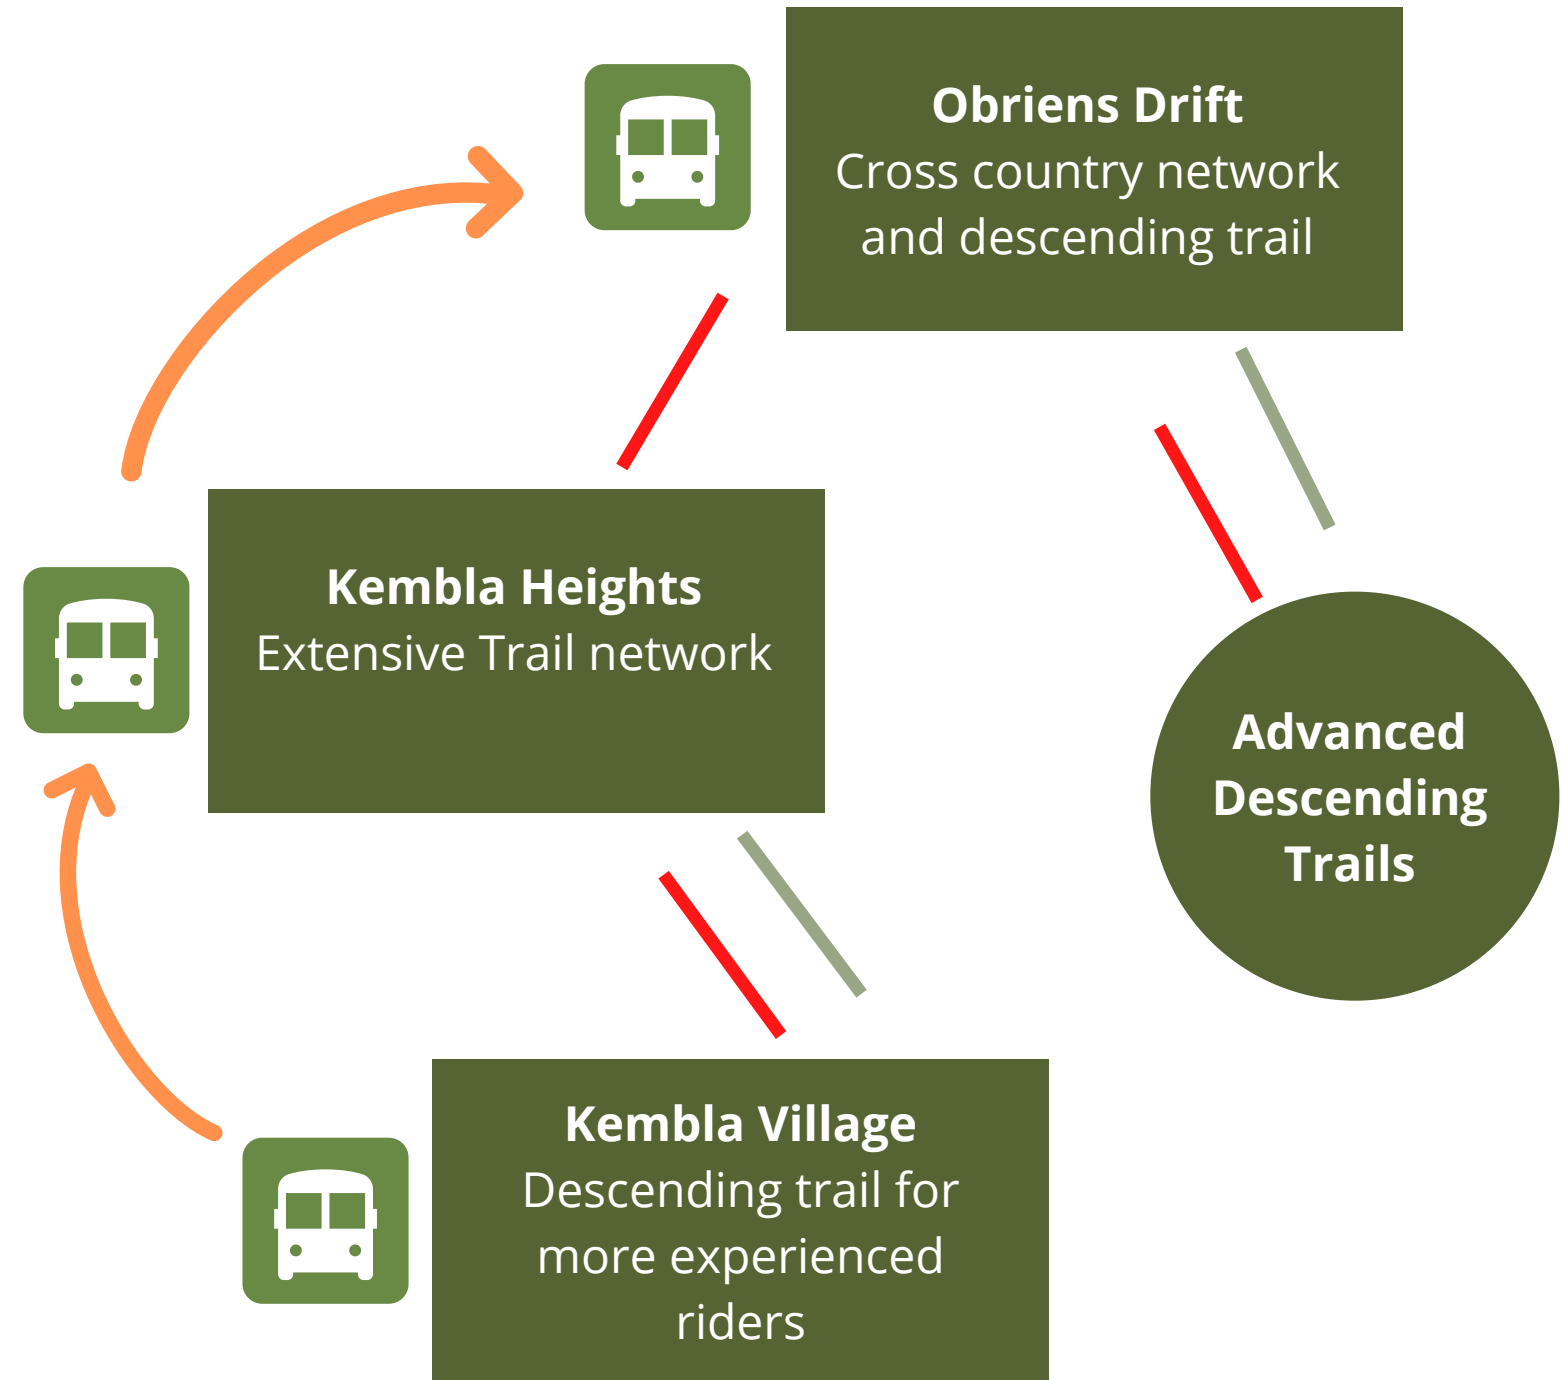 Obriens Drift
Cross country network
and descending trail
Kembla Heights
Extensive Trail network
Advanced
Descending
Trails
Kembla Village
Descending trail for
more experienced
riders